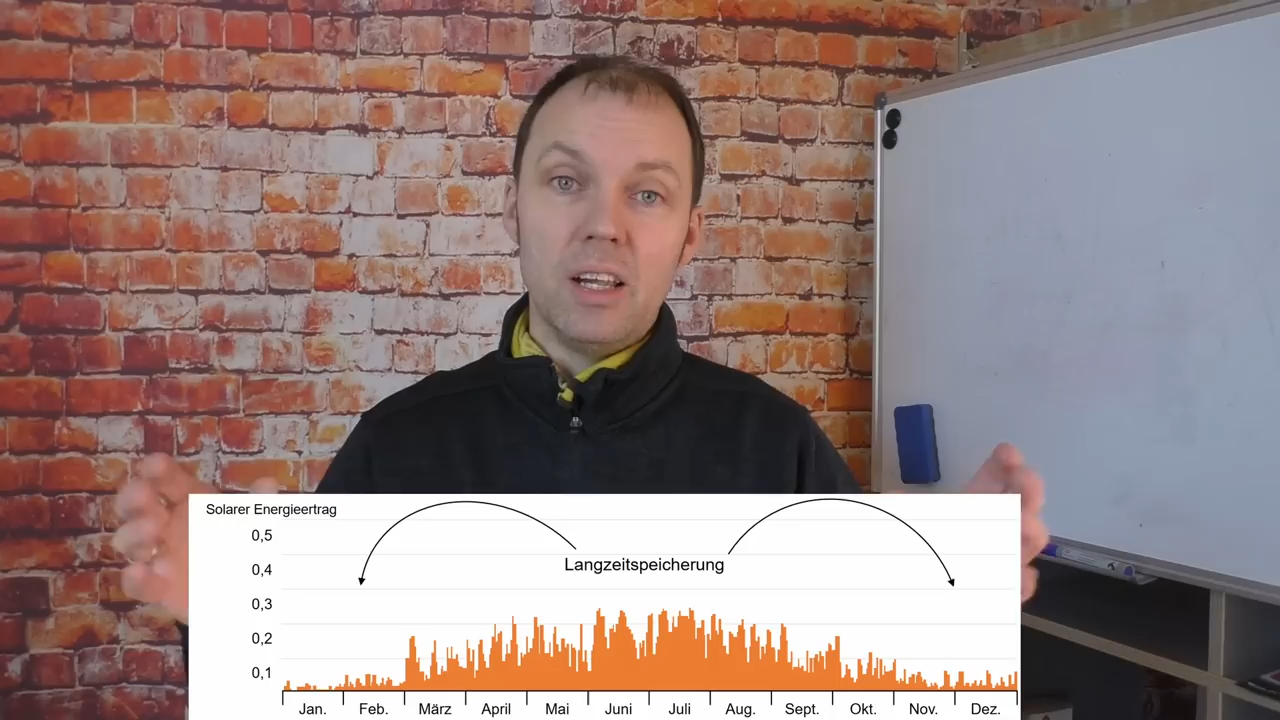 Solarer Energieertrag
0,5
0,4
Langzeitspeicherung
0,3
0,2
0,1
Jan. Feb. März April Mai Juni Juli Aug. Sept. Okt. Nov. Dez.